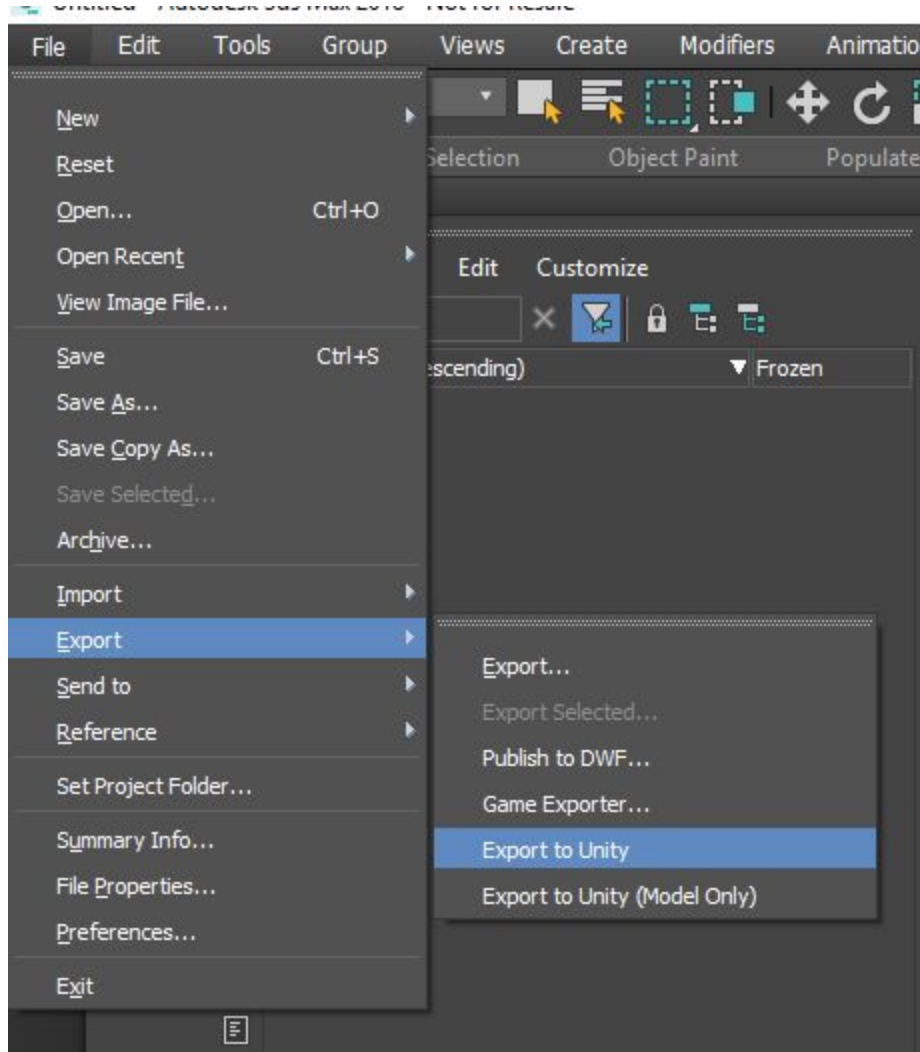 File Edit Tools Group Views Create Modifiers Animatio
Selection Object Paint Populate
New
Reset
Open... Ctrl+O
Open Recent
View Image File...
Save Ctrl+S
Save As...
Save Copy As...
Save Selected...
Archive...
Import
Export
Send to
Reference
Set Project Folder...
Summary Info...
File Properties...
Preferences...
Exit
Edit Customize
escending) Frozen
Export...
Export Selected...
Publish to DWF...
Game Exporter...
Export to Unity
Export to Unity (Model Only)